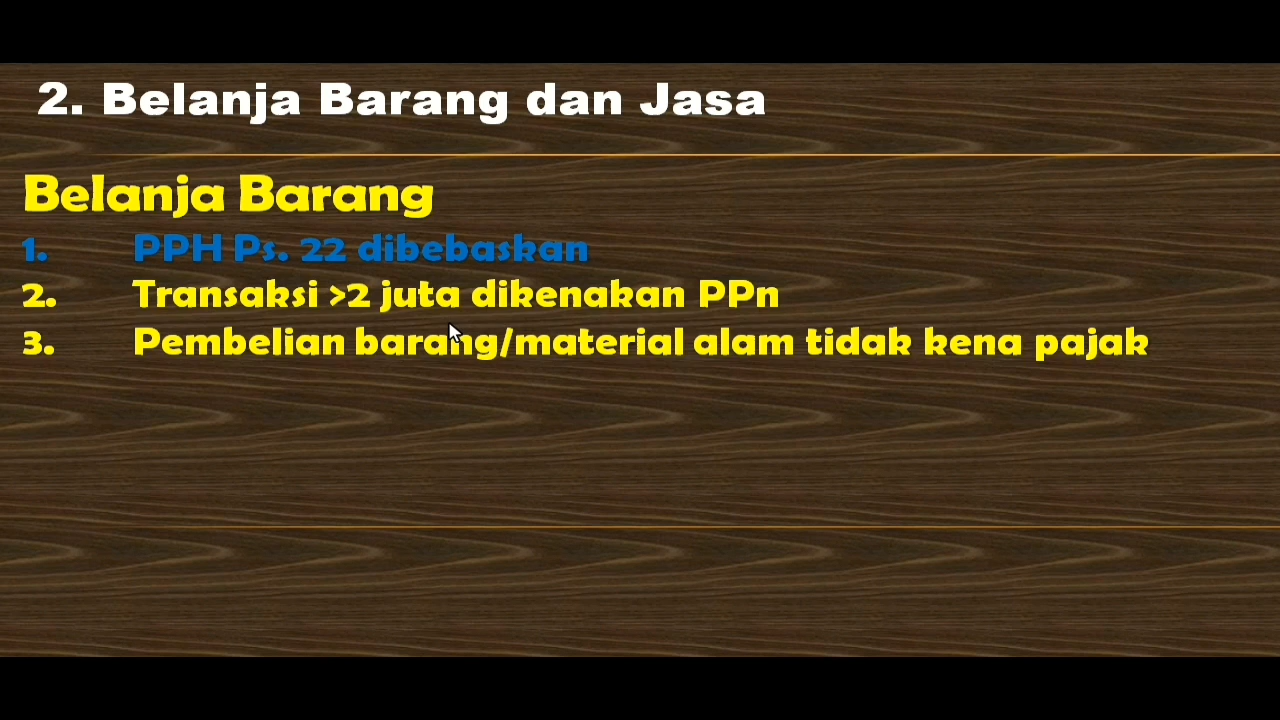 2. Belanja Barang dan Jasa
Belanja Barang
1. PPH Ps. 22 dibebaskan
2. Transaksi >2 juta dikenakan PPn
3. Pembelian barang/material alam tidak kena pajak